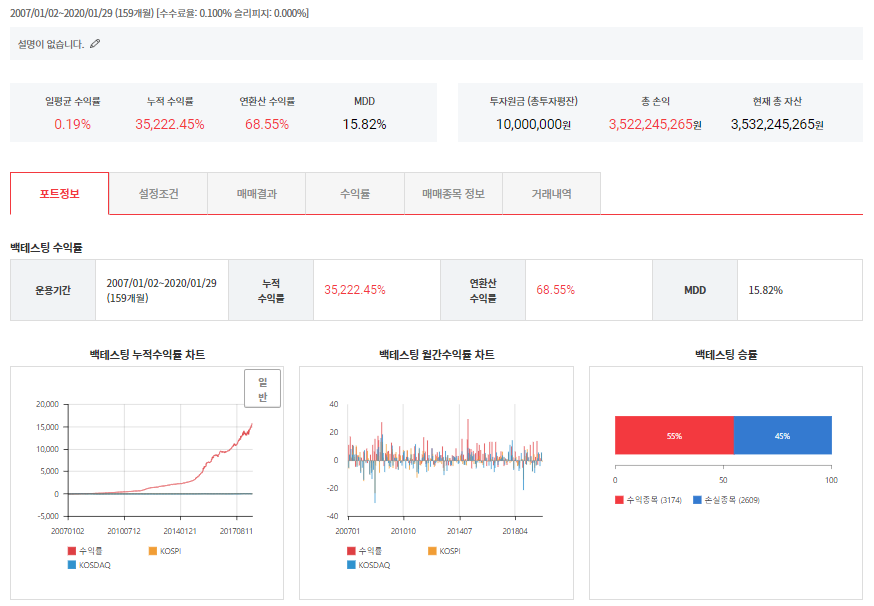 2007/01/02~2020/01/29 (159개월) [수수료율: 0.100% 슬리피지: 0.000%]
설명이 없습니다.
일평균 수익률 누적 수익률 연환산 수익률 MDD
0.19% 35,222.45% 68.55% 15.82%
투자원금 (총투자평잔) 총 손익 현재 총 자산
10,000,000원 3,522,245,265원 3,532,245,265원
포트정보 설정조건 매매결과 수익률 매매종목 정보 거래내역
백테스팅 수익률
운용기간 2007/01/02~2020/01/29 (159개월) 누적 수익률 35,222.45% 연환산 수익률 68.55% MDD 15.82%
백테스팅 누적수익률 차트
일반
20,000
15,000
10,000
5,000
0
-5,000
20070102 20100712 20140121 20170811
수익률 KOSPI
KOSDAQ
백테스팅 월간수익률 차트
40
20
0
-20
-40
200701 201010 201407 201804
수익률 KOSPI
KOSDAQ
백테스팅 승률
55% 45%
0 50 100
수익종목 (3174) 손실종목 (2609)